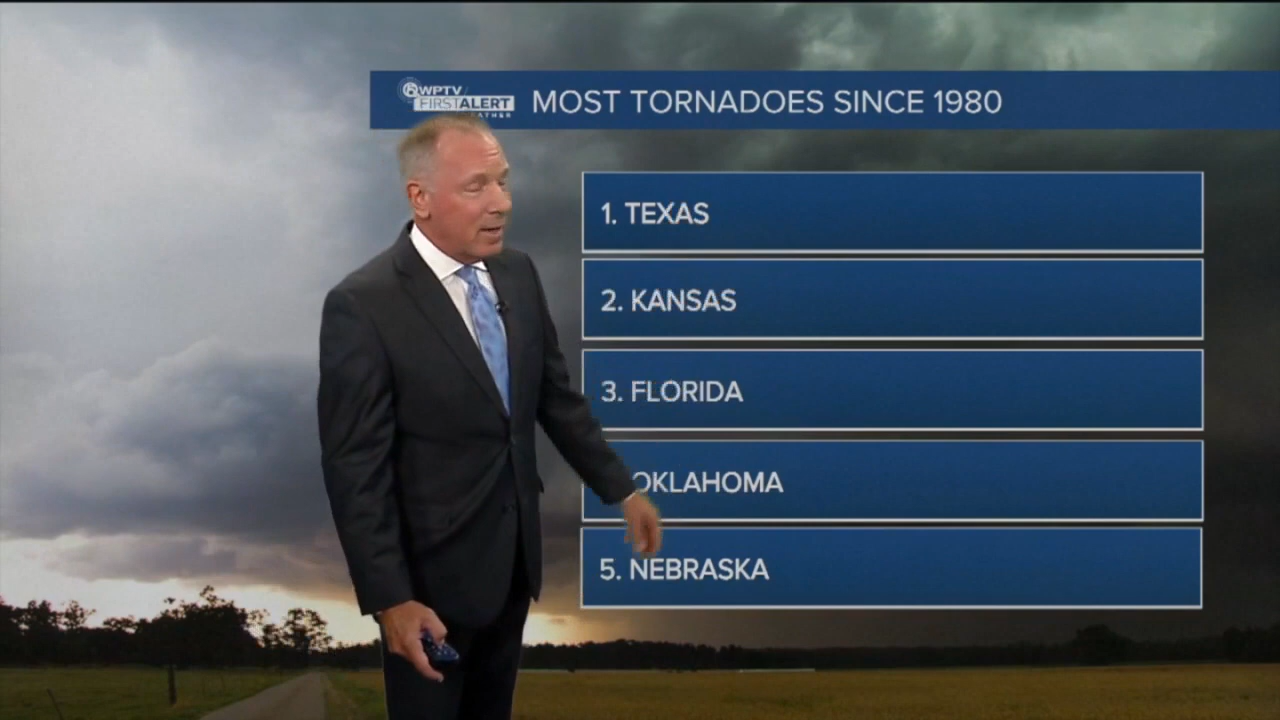 WPTV
FIRST ALERT
MOST TORNADOES SINCE 1980
1. TEXAS
2. KANSAS
3. FLORIDA
OKLAHOMA
5. NEBRASKA